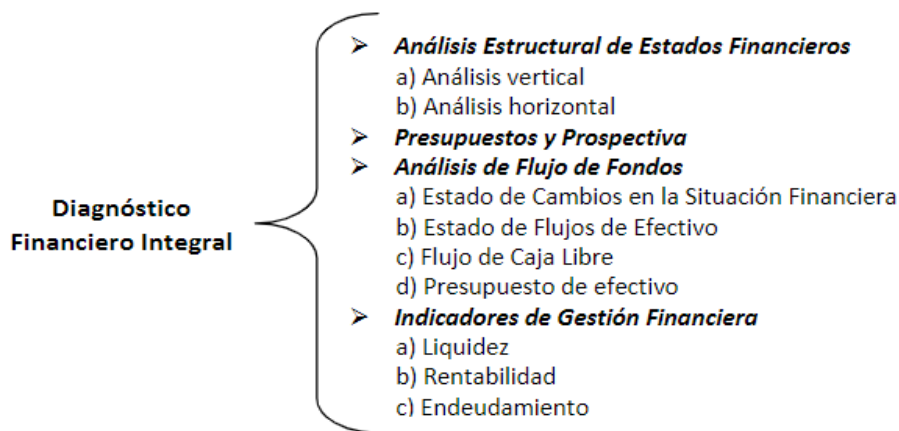 Diagnóstico
Financiero Integral
➤ Análisis Estructural de Estados Financieros
a) Análisis vertical
b) Análisis horizontal
➤ Presupuestos y Prospectiva
➤ Análisis de Flujo de Fondos
a) Estado de Cambios en la Situación Financiera
b) Estado de Flujos de Efectivo
c) Flujo de Caja Libre
d) Presupuesto de efectivo
➤ Indicadores de Gestión Financiera
a) Liquidez
b) Rentabilidad
c) Endeudamiento